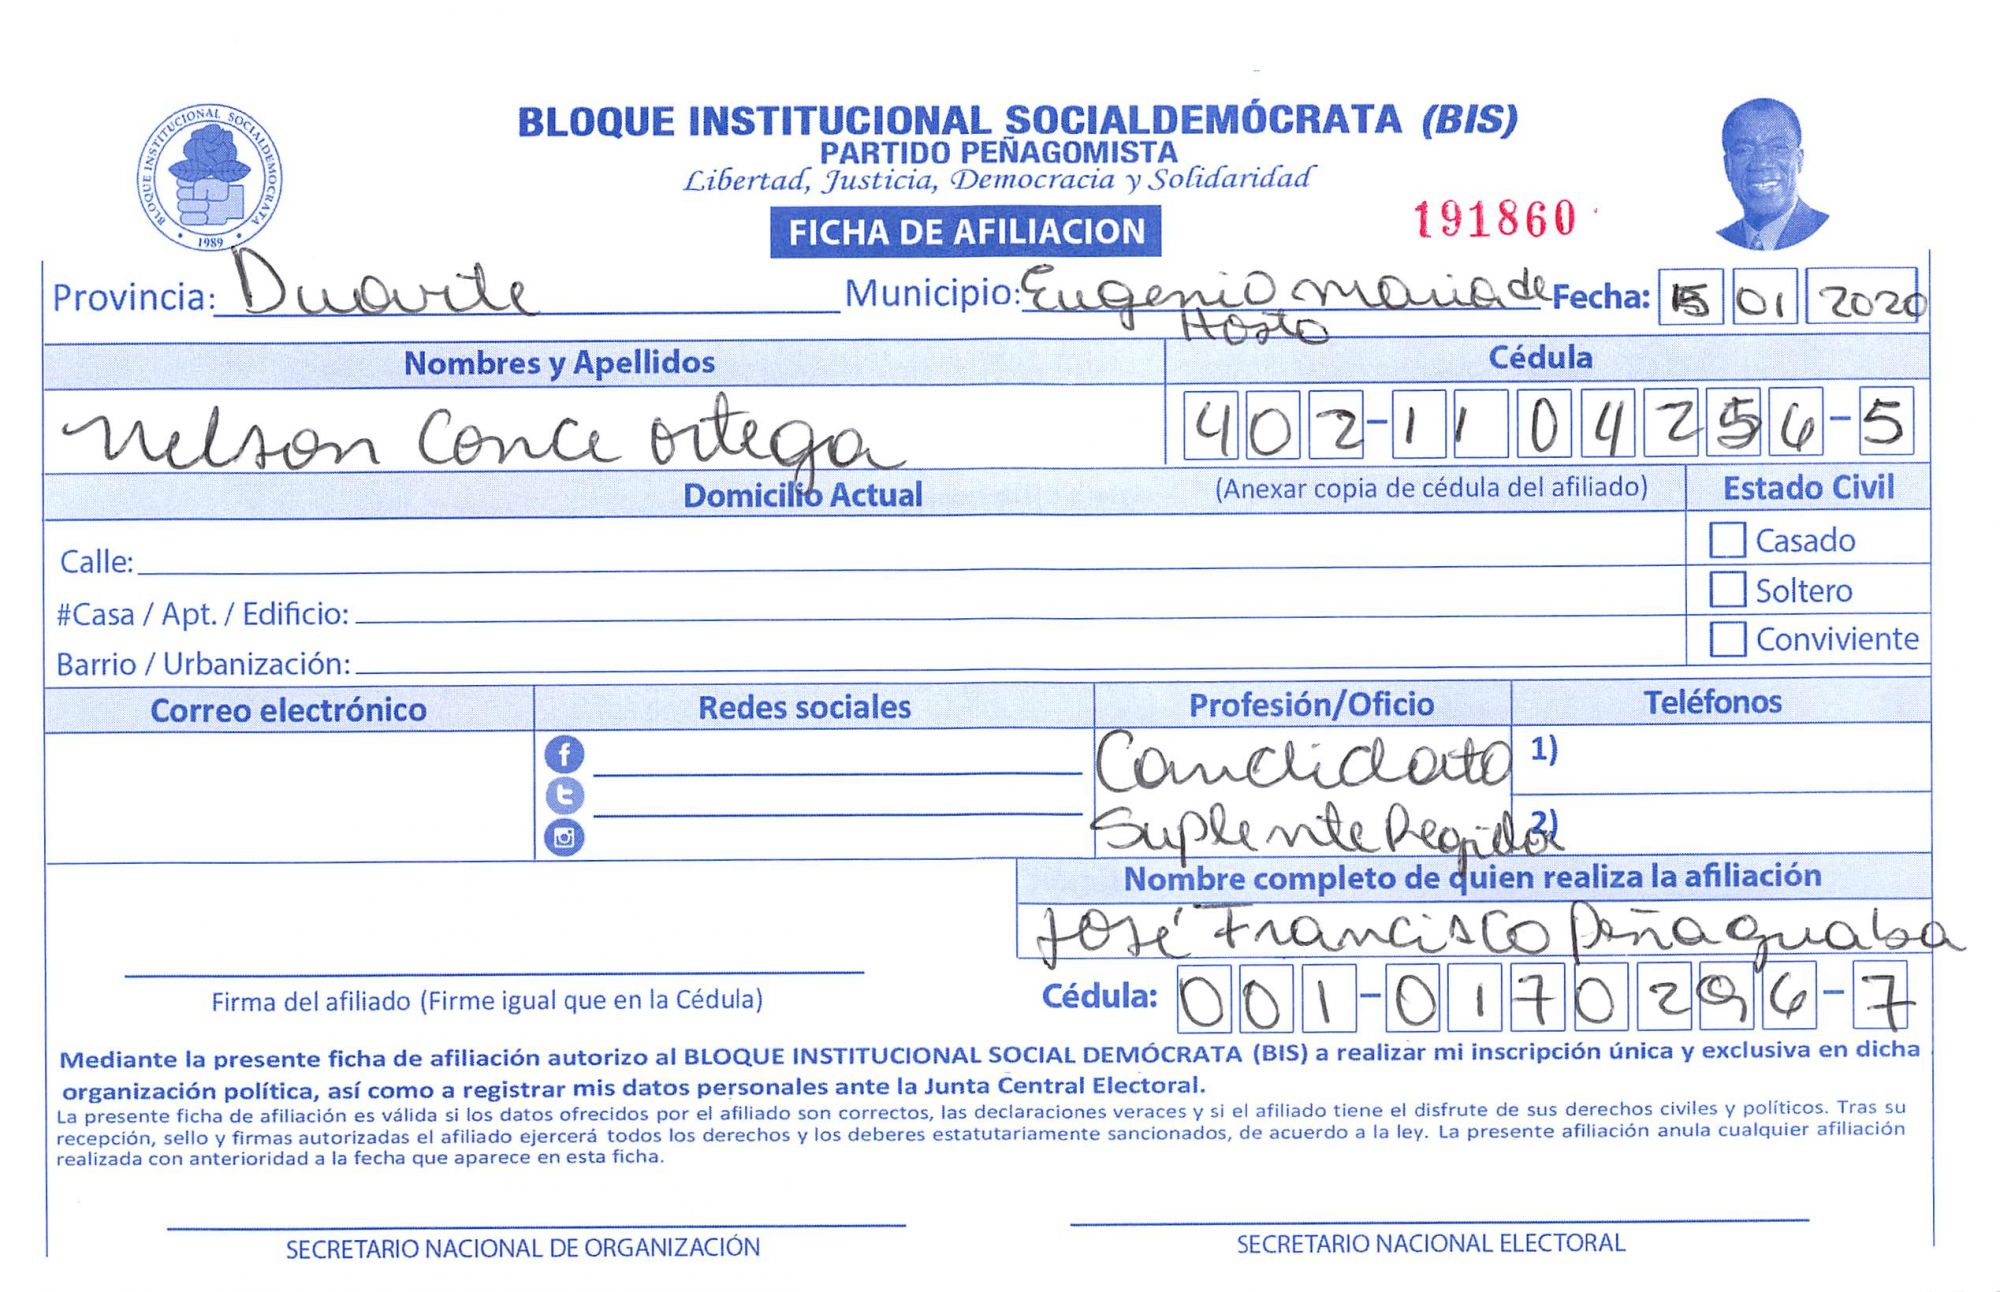 BLOQUE INSTITUCIONAL SOCIALDEMOCRATA
1989
BLOQUE INSTITUCIONAL SOCIALDEMÓCRATA (BIS)
PARTIDO PEÑAGOMISTA
Libertad, Justicia, Democracia y Solidaridad
FICHA DE AFILIACION
191860
Provincia: Duarte Municipio: Eugenio Maria de Hosto Fecha: 15 01 2020
Nombres y Apellidos Cédula
Nelson Conce Ortega 402-1104256-5
Domicilio Actual (Anexar copia de cédula del afiliado) Estado Civil
Calle: Casado
#Casa / Apt. / Edificio: Soltero
Barrio / Urbanización: Conviviente
Correo electrónico Redes sociales Profesión/Oficio Teléfonos
Candidato 1)
Suplente Regidor 2)
Nombre completo de quien realiza la afiliación
José Francisco Peña guaba
Firma del afiliado (Firme igual que en la Cédula) Cédula: 001-0170296-7
Mediante la presente ficha de afiliación autorizo al BLOQUE INSTITUCIONAL SOCIAL DEMÓCRATA (BIS) a realizar mi inscripción única y exclusiva en dicha
organización política, así como a registrar mis datos personales ante la Junta Central Electoral.
La presente ficha de afiliación es válida si los datos ofrecidos por el afiliado son correctos, las declaraciones veraces y si el afiliado tiene el disfrute de sus derechos civiles y políticos. Tras su
recepción, sello y firmas autorizadas el afiliado ejercerá todos los derechos y los deberes estatutariamente sancionados, de acuerdo a la ley. La presente afiliación anula cualquier afiliación
realizada con anterioridad a la fecha que aparece en esta ficha.
SECRETARIO NACIONAL DE ORGANIZACIÓN SECRETARIO NACIONAL ELECTORAL